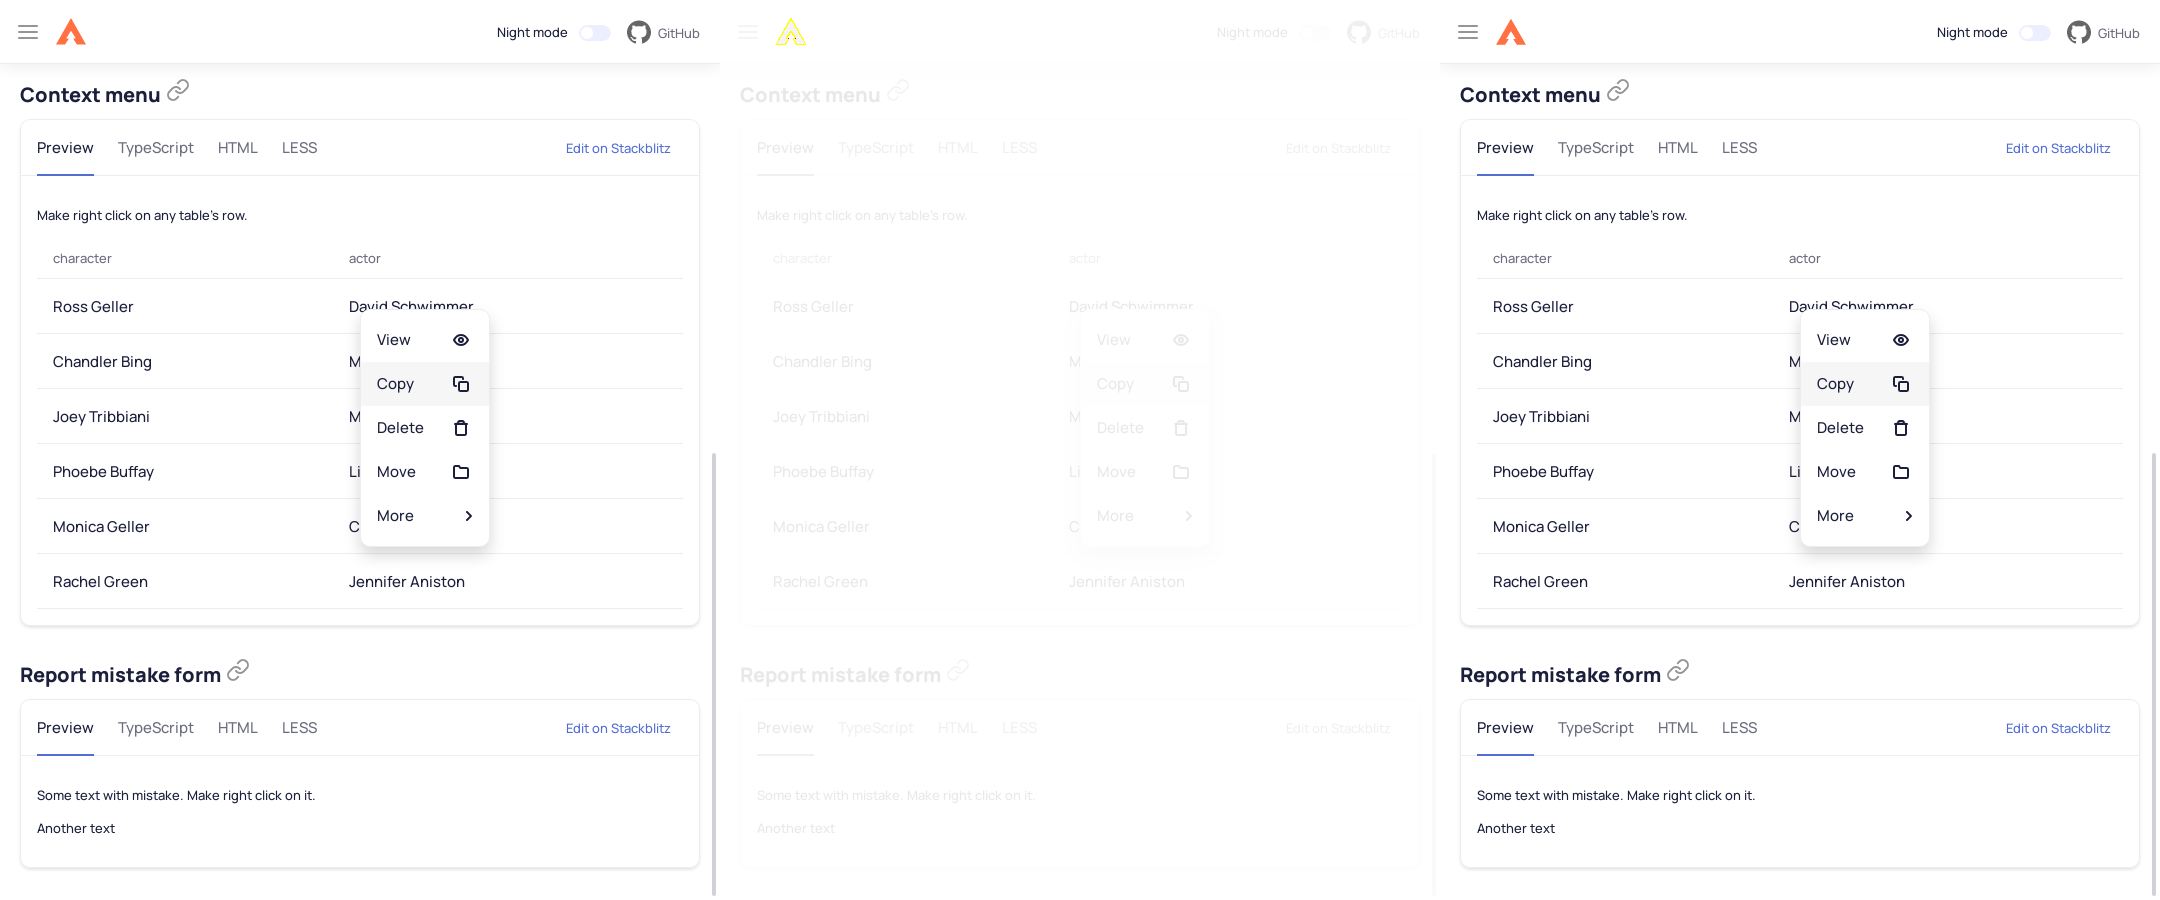 Night mode GitHub
Context menu
Preview TypeScript HTML LESS Edit on Stackblitz
Make right click on any table's row.
character actor
Ross Geller David Schwimmer
View
Chandler Bing M
Copy
Joey Tribbiani M
Delete
Phoebe Buffay Li
Move
Monica Geller C
More
Rachel Green Jennifer Aniston
Report mistake form
Preview TypeScript HTML LESS Edit on Stackblitz
Some text with mistake. Make right click on it.
Another text
Night mode GitHub
Context menu
Preview TypeScript HTML LESS Edit on Stackblitz
Make right click on any table's row.
character actor
Ross Geller David Schwimmer
View
Chandler Bing M
Copy
Joey Tribbiani M
Delete
Phoebe Buffay Li
Move
Monica Geller C
More
Rachel Green Jennifer Aniston
Report mistake form
Preview TypeScript HTML LESS Edit on Stackblitz
Some text with mistake. Make right click on it.
Another text
Night mode GitHub
Context menu
Preview TypeScript HTML LESS Edit on Stackblitz
Make right click on any table's row.
character actor
Ross Geller David Schwimmer
View
Chandler Bing M
Copy
Joey Tribbiani M
Delete
Phoebe Buffay Li
Move
Monica Geller C
More
Rachel Green Jennifer Aniston
Report mistake form
Preview TypeScript HTML LESS Edit on Stackblitz
Some text with mistake. Make right click on it.
Another text